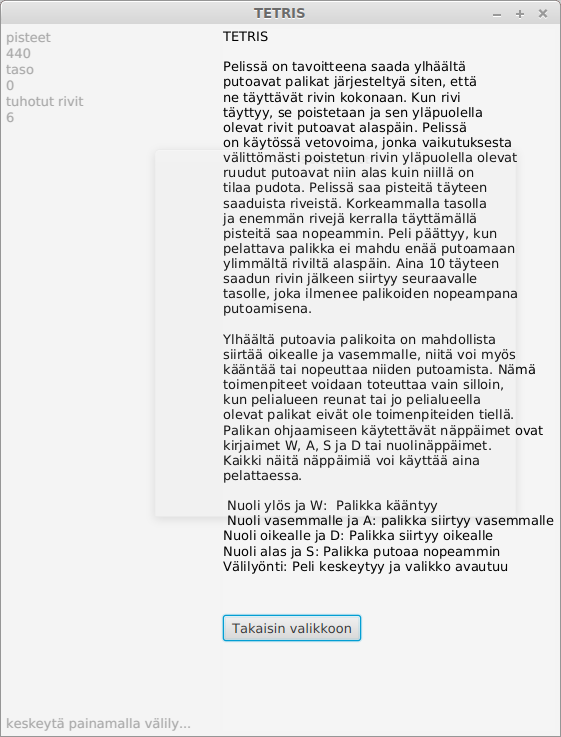 TETRIS
pisteet
440
taso
0
tuhotut rivit
6
TETRIS
Pelissä on tavoitteena saada ylhäältä
putoavat palikat järjesteltyä siten, että
ne täyttävät rivin kokonaan. Kun rivi
täyttyy, se poistetaan ja sen yläpuolella
olevat rivit putoavat alaspäin. Pelissä
on käytössä vetovoima, jonka vaikutuksesta
välittömästi poistetun rivin yläpuolella olevat
ruudut putoavat niin alas kuin niillä on
tilaa pudota. Pelissä saa pisteitä täyteen
saaduista riveistä. Korkeammalla tasolla
ja enemmän rivejä kerralla täyttämällä
pisteitä saa nopeammin. Peli päättyy, kun
pelattava palikka ei mahdu enää putoamaan
ylimmältä riviltä alaspäin. Aina 10 täyteen
saadun rivin jälkeen siirtyy seuraavalle
tasolle, joka ilmenee palikoiden nopeampana
putoamisena.
Ylhäältä putoavia palikoita on mahdollista
siirtää oikealle ja vasemmalle, niitä voi myös
kääntää tai nopeuttaa niiden putoamista. Nämä
toimenpiteet voidaan toteuttaa vain silloin,
kun pelialueen reunat tai jo pelialueella
olevat palikat eivät ole toimenpiteiden tiellä.
Palikan ohjaamiseen käytettävät näppäimet ovat
kirjaimet W, A, S ja D tai nuolinäppäimet.
Kaikki näitä näppäimiä voi käyttää aina
pelattaessa.
Nuoli ylös ja W:  Palikka kääntyy
Nuoli vasemmalle ja A: palikka siirtyy vasemmalle
Nuoli oikealle ja D: Palikka siirtyy oikealle
Nuoli alas ja S: Palikka putoaa nopeammin
Välilyönti: Peli keskeytyy ja valikko avautuu
Takaisin valikkoon
keskeytä painamalla välily...